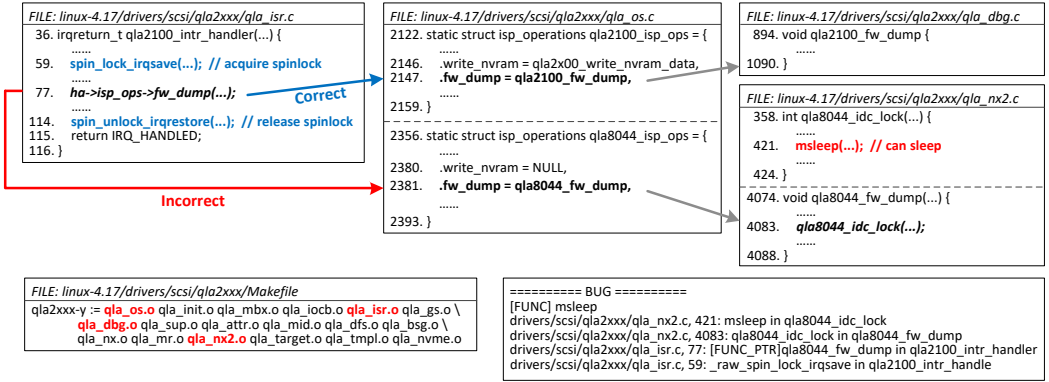 FILE: linux-4.17/drivers/scsi/qla2xxx/qla_isr.c
36. irqreturn_t qla2100_intr_handler(...) {
......
59. spin_lock_irqsave(...); // acquire spinlock
......
77. ha->isp_ops->fw_dump(...);
......
114. spin_unlock_irqrestore(...); // release spinlock
115. return IRQ_HANDLED;
116. }
Correct
Incorrect
FILE: linux-4.17/drivers/scsi/qla2xxx/qla_os.c
2122. static struct isp_operations qla2100_isp_ops = {
......
2146. .write_nvram = qla2x00_write_nvram_data,
2147. .fw_dump = qla2100_fw_dump,
......
2159. }
2356. static struct isp_operations qla8044_isp_ops = {
......
2380. .write_nvram = NULL,
2381. .fw_dump = qla8044_fw_dump,
......
2393. }
FILE: linux-4.17/drivers/scsi/qla2xxx/qla_dbg.c
894. void qla2100_fw_dump {
......
1090. }
FILE: linux-4.17/drivers/scsi/qla2xxx/qla_nx2.c
358. int qla8044_idc_lock(...) {
......
421. msleep(...); // can sleep
......
424. }
4074. void qla8044_fw_dump(...) {
......
4083. qla8044_idc_lock(...);
......
4088. }
FILE: linux-4.17/drivers/scsi/qla2xxx/Makefile
qla2xxx-y := qla_os.o qla_init.o qla_mbx.o qla_iocb.o qla_isr.o qla_gs.o \
qla_dbg.o qla_sup.o qla_attr.o qla_mid.o qla_dfs.o qla_bsg.o \
qla_nx.o qla_mr.o qla_nx2.o qla_target.o qla_tmpl.o qla_nvme.o
========== BUG ==========
[FUNC] msleep
drivers/scsi/qla2xxx/qla_nx2.c, 421: msleep in qla8044_idc_lock
drivers/scsi/qla2xxx/qla_nx2.c, 4083: qla8044_idc_lock in qla8044_fw_dump
drivers/scsi/qla2xxx/qla_isr.c, 77: [FUNC_PTR]qla8044_fw_dump in qla2100_intr_handler
drivers/scsi/qla2xxx/qla_isr.c, 59: _raw_spin_lock_irqsave in qla2100_intr_handle